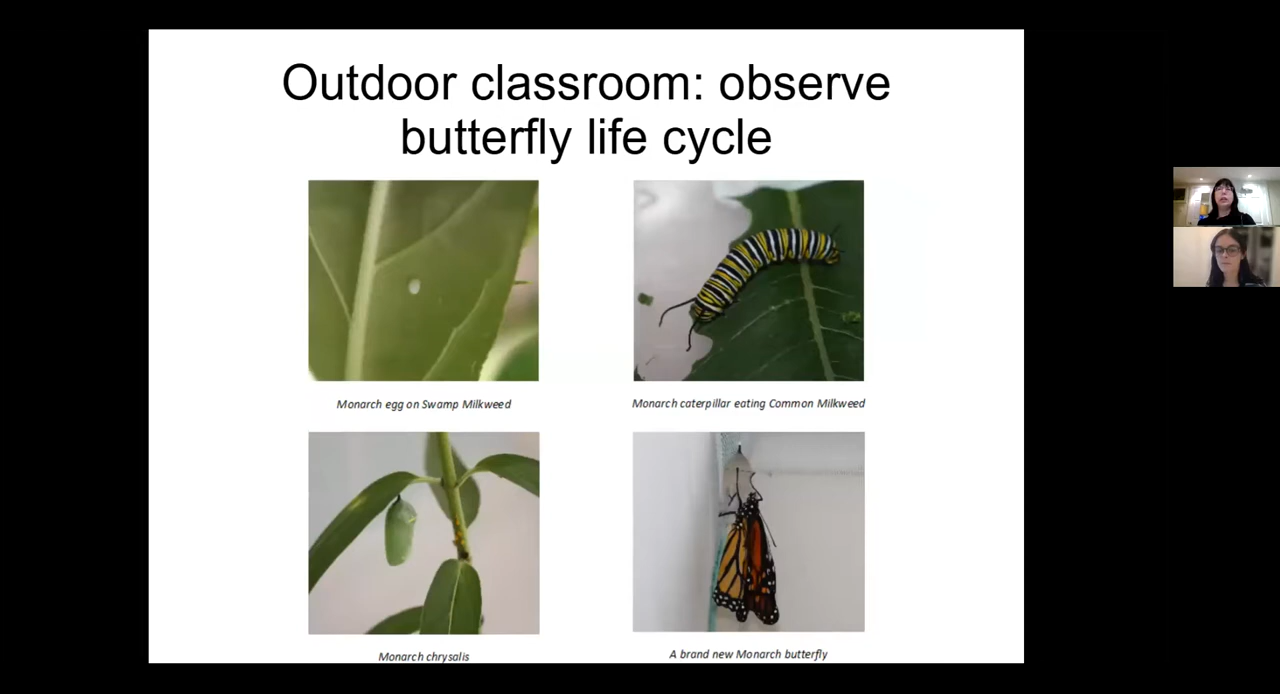 Outdoor classroom: observe
butterfly life cycle
Monarch egg on Swamp Milkweed
Monarch caterpillar eating Common Milkweed
Monarch chrysalis
A brand new Monarch butterfly